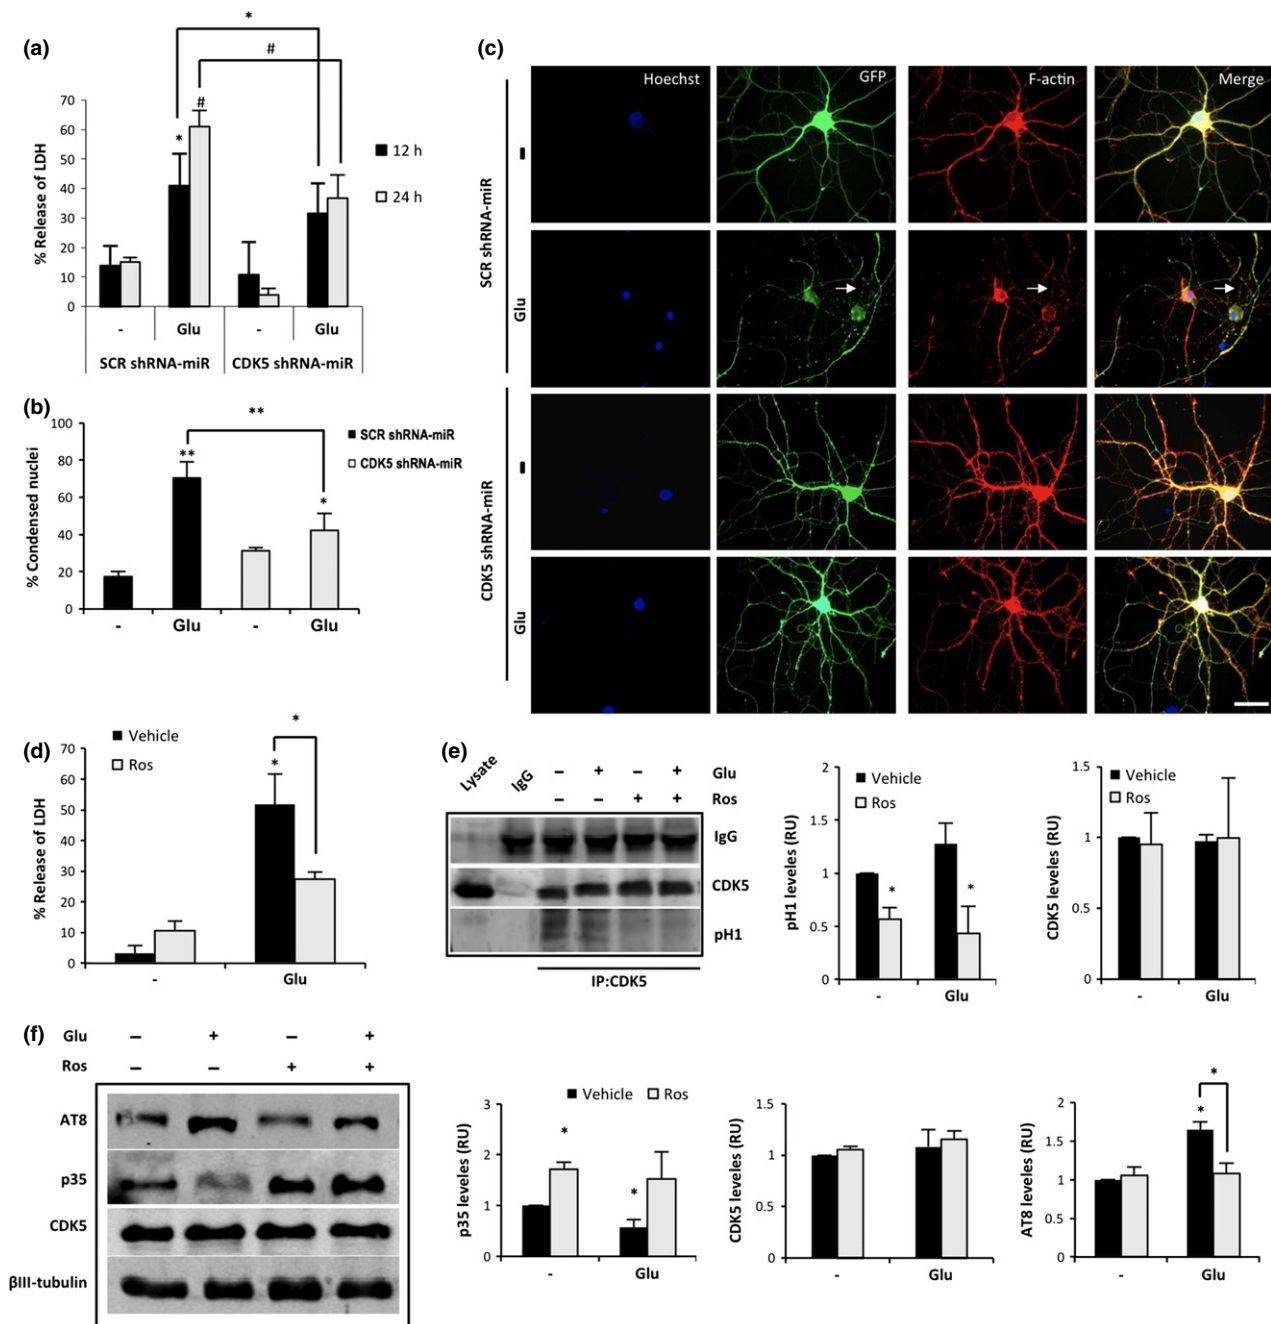 (a)
*
#
% Release of LDH
70
60
50
40
30
20
10
0
*
#
12 h
24 h
- Glu - Glu
SCR shRNA-miR CDK5 shRNA-miR
(b)
% Condensed nuclei
100
80
60
40
20
0
**
**
*
SCR shRNA-miR
CDK5 shRNA-miR
- Glu - Glu
(c)
Hoechst GFP F-actin Merge
SCR shRNA-miR
-
Glu
CDK5 shRNA-miR
-
Glu
(d)
Vehicle
Ros
% Release of LDH
70
60
50
40
30
20
10
0
*
*
- Glu
(e)
Lysate IgG – + – + Glu
– – + + Ros
IgG
CDK5
pH1
IP:CDK5
pH1 leveles (RU)
2
1.5
1
0.5
0
Vehicle
Ros
*
*
- Glu
CDK5 leveles (RU)
1.5
1
0.5
0
Vehicle
Ros
- Glu
(f)
Glu – + – +
Ros – – + +
AT8
p35
CDK5
βIII-tubulin
Vehicle Ros
p35 leveles (RU)
3
2
1
0
*
*
- Glu
CDK5 leveles (RU)
1.5
1
0.5
0
- Glu
AT8 leveles (RU)
2
1.5
1
0.5
0
*
*
- Glu